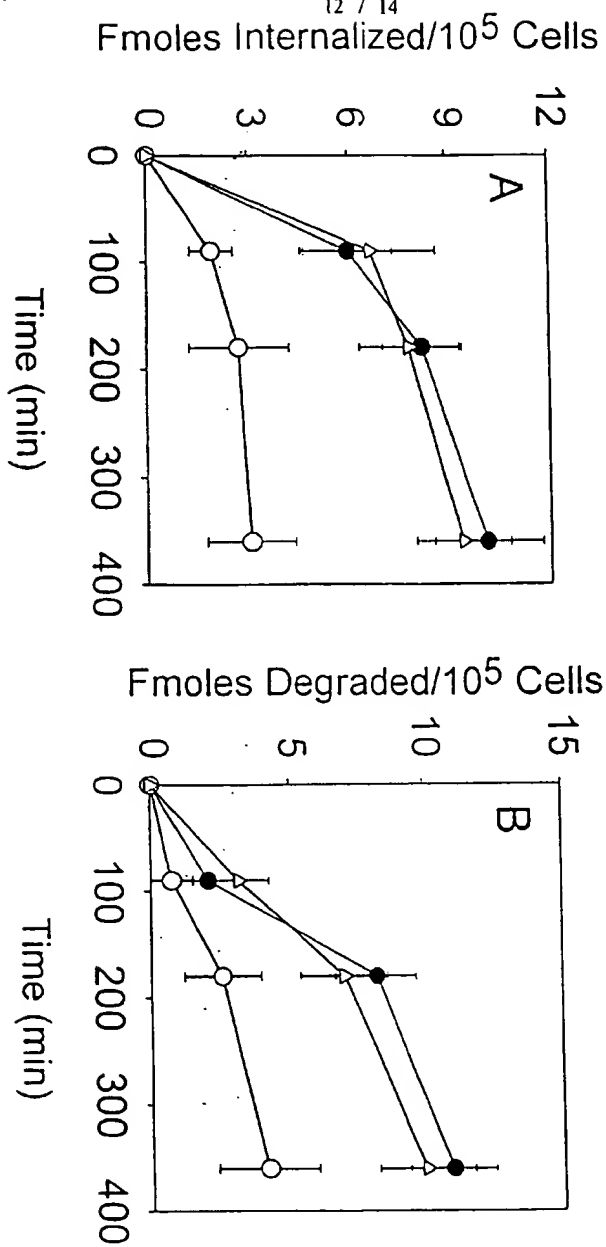 12 / 14
Fmoles Internalized/10⁵ Cells
0
3
6
9
12
A
0
100
200
300
400
Time (min)
Fmoles Degraded/10⁵ Cells
0
5
10
15
B
0
100
200
300
400
Time (min)